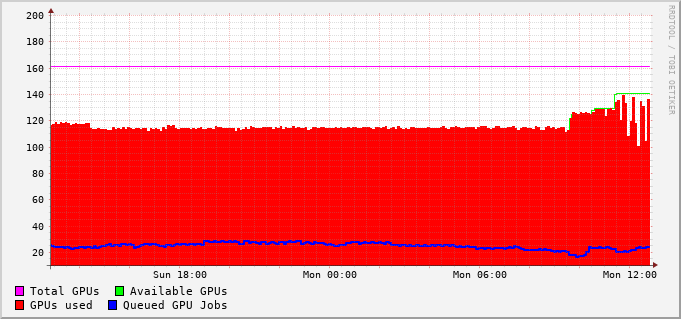 200
180
160
140
120
100
80
60
40
20
Sun 18:00 Mon 00:00 Mon 06:00 Mon 12:00
Total GPUs Available GPUs
GPUs used Queued GPU Jobs
RRDTOOL / TOBI OETIKER